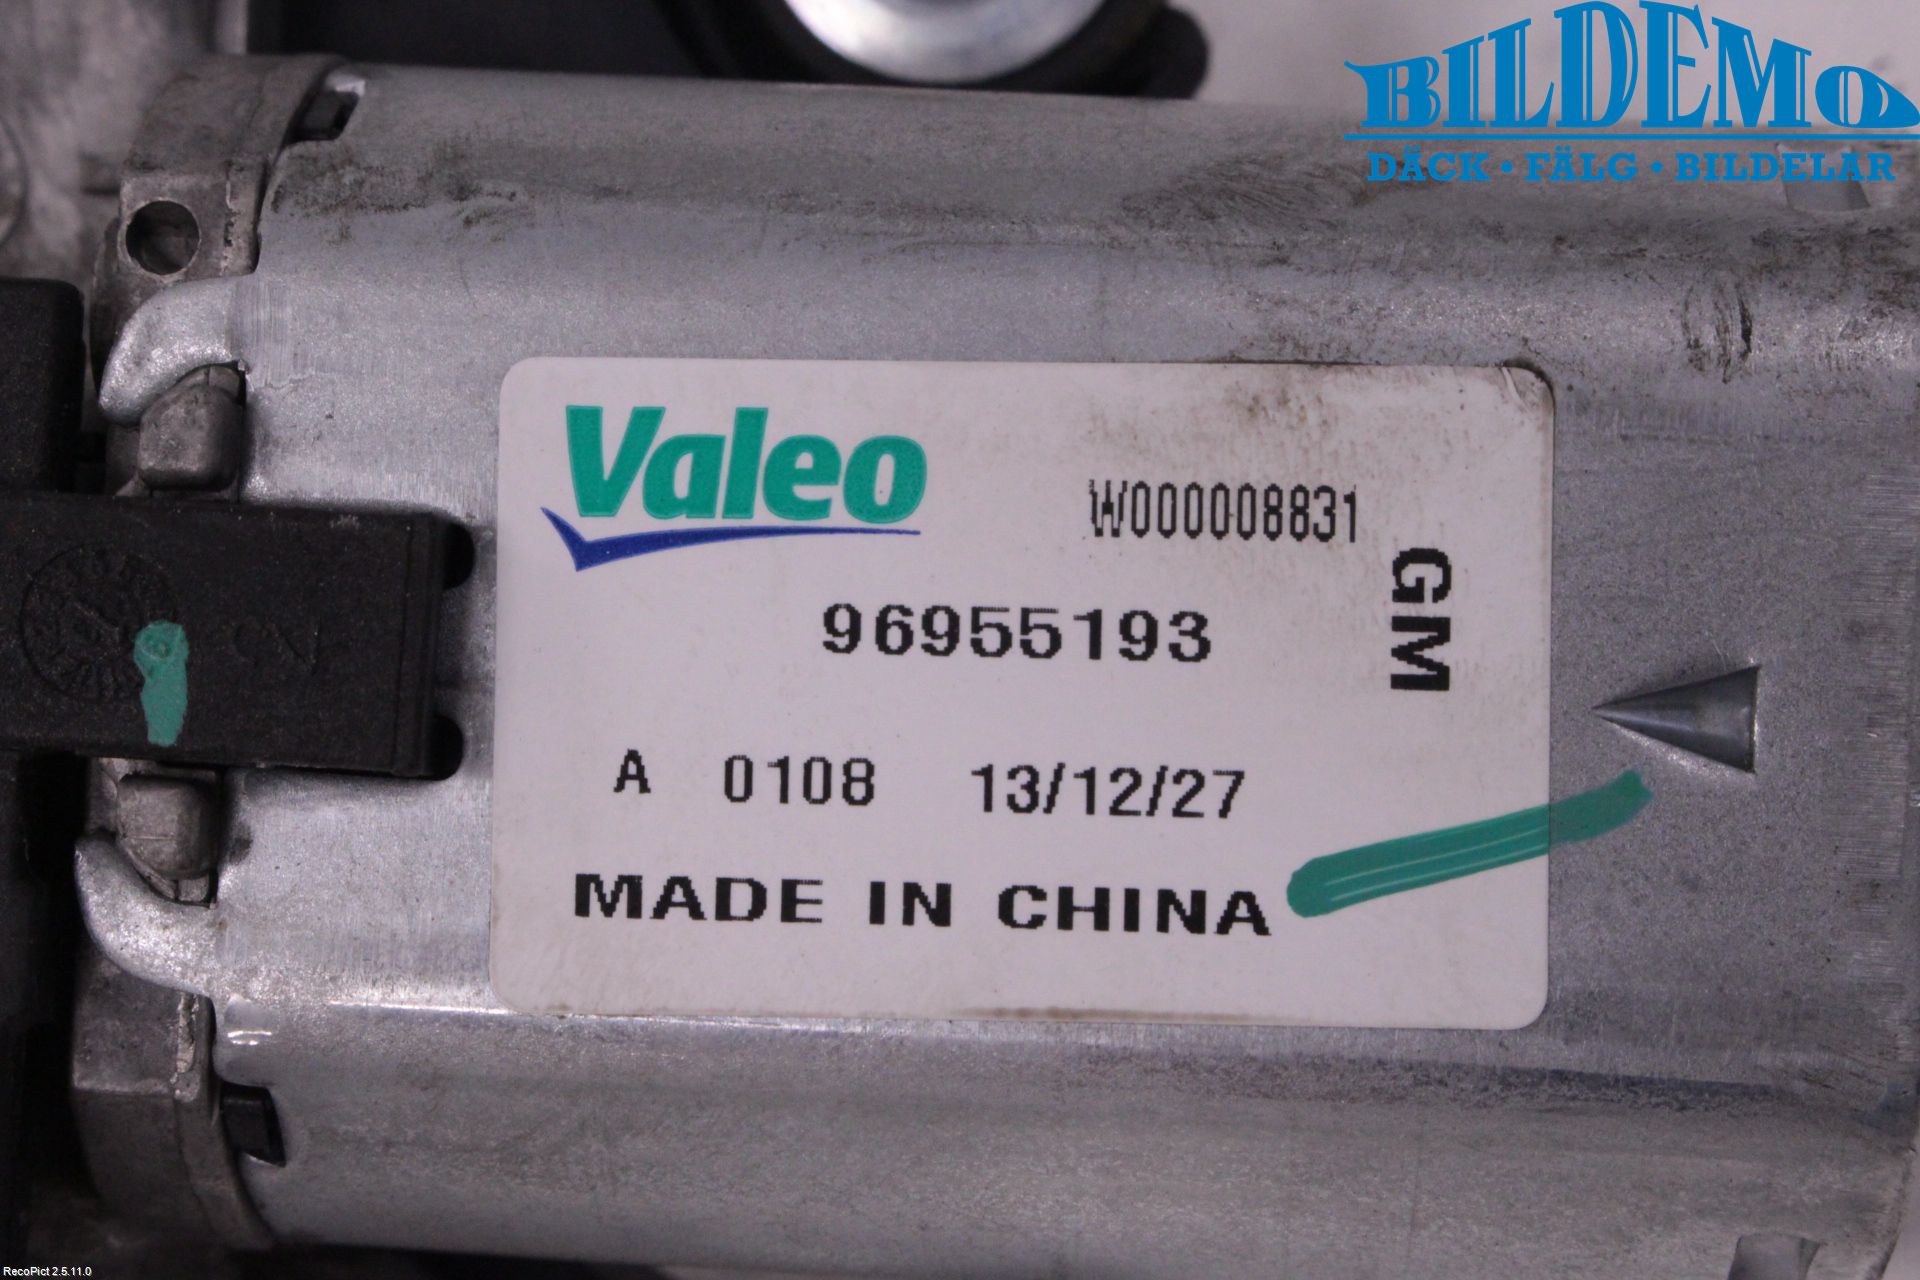 BILDEMO
DÄCK · FÄLG · BILDELAR
Valeo
W000008831
96955193
GM
A 0108 13/12/27
MADE IN CHINA
RecoPict 2.5.11.0